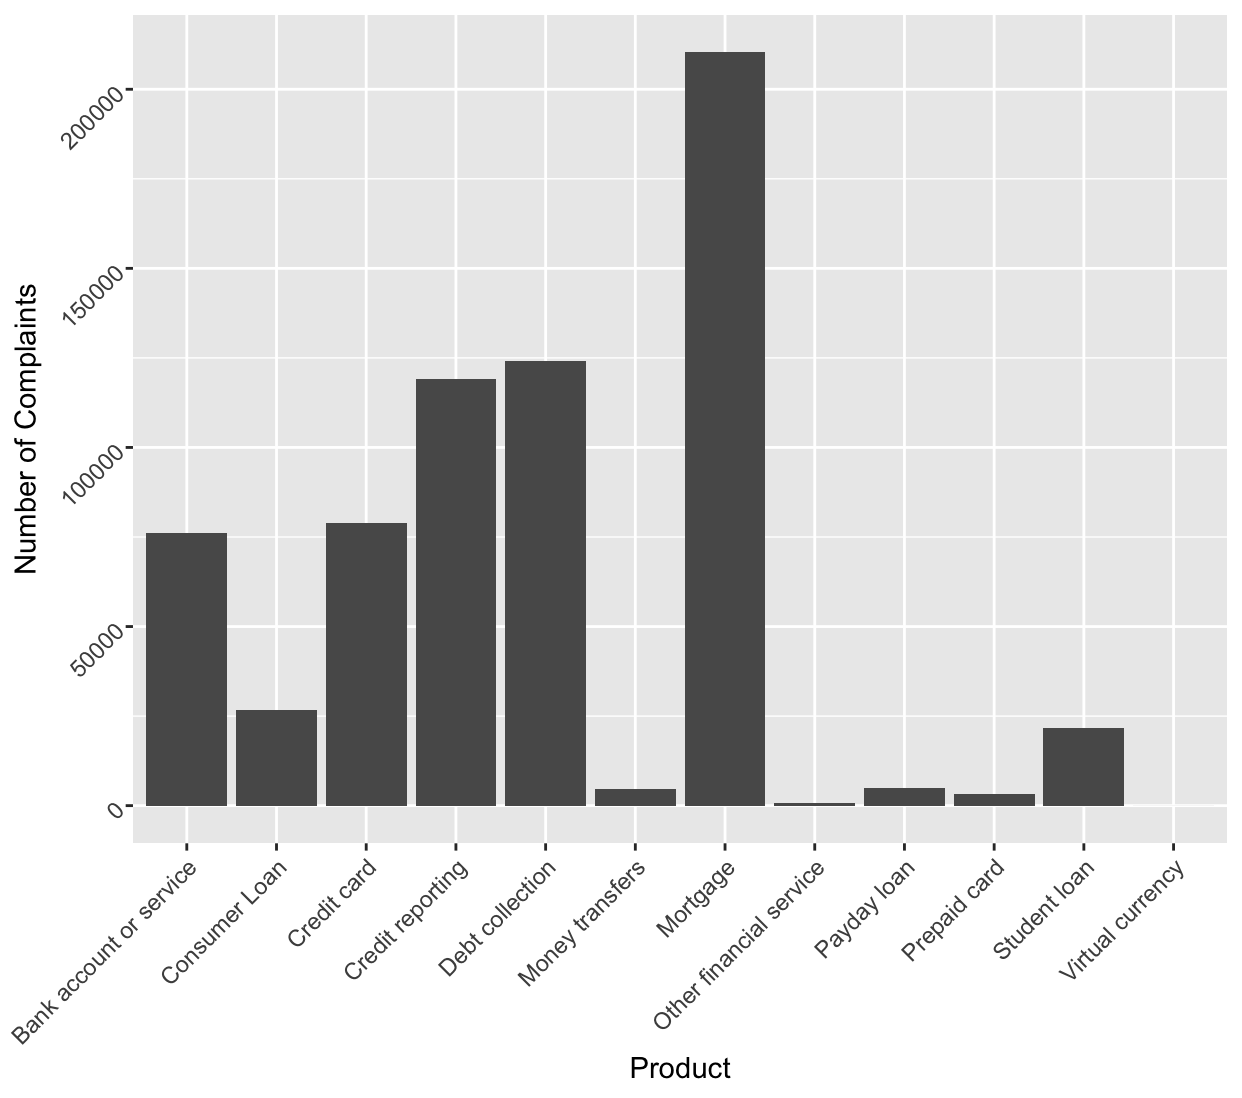 Number of Complaints
200000
150000
100000
50000
0
Bank account or service
Consumer Loan
Credit card
Credit reporting
Debt collection
Money transfers
Mortgage
Other financial service
Payday loan
Prepaid card
Student loan
Virtual currency
Product